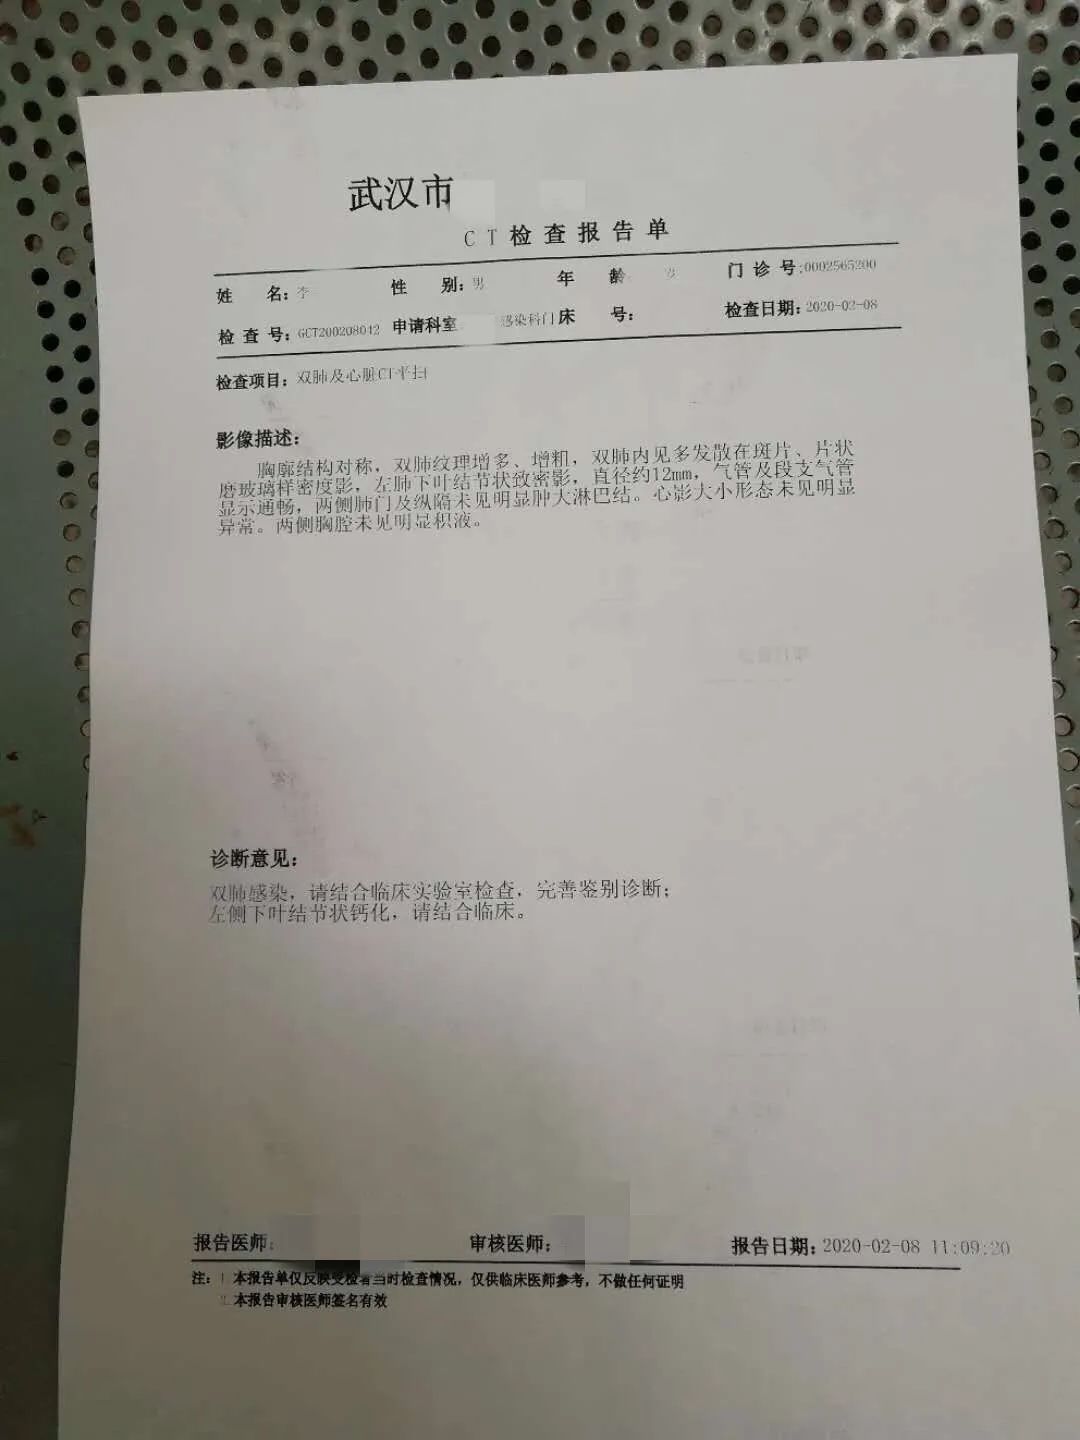 武汉市
CT检查报告单
姓 名：李 性 别：男 年 龄 门 诊 号：0002565200
检 查 号：GCT200208042 申请科室 感染科门 床 号： 检查日期：2020-02-08
检查项目：双肺及心脏CT平扫
影像描述：
胸廓结构对称，双肺纹理增多、增粗，双肺内见多发散在斑片、片状
磨玻璃样密度影，左肺下叶结节状致密影，直径约12mm，气管及段支气管
显示通畅，两侧肺门及纵隔未见明显肿大淋巴结。心影大小形态未见明显
异常。两侧胸腔未见明显积液。
诊断意见：
双肺感染，请结合临床实验室检查，完善鉴别诊断；
左侧下叶结节状钙化，请结合临床。
报告医师： 审核医师： 报告日期：2020-02-08 11:09:20
注：1 本报告单仅反映受检者当时检查情况，仅供临床医师参考，不做任何证明
2 本报告审核医师签名有效